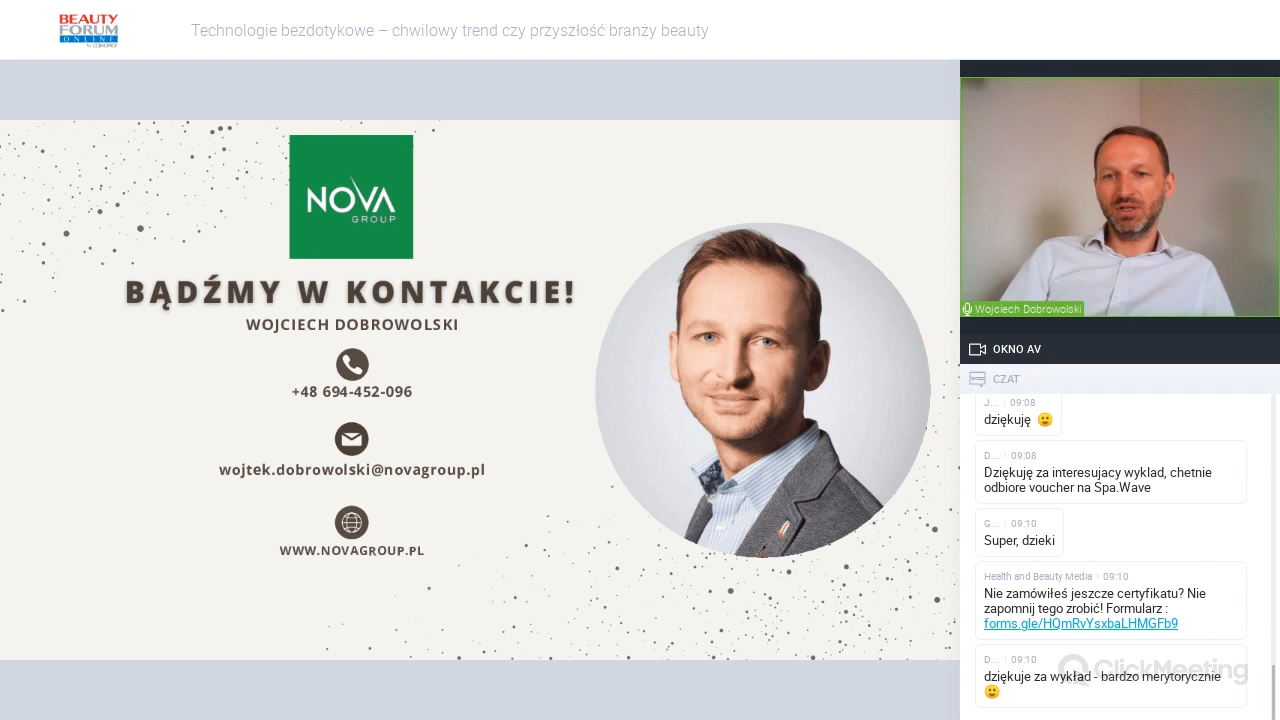 BEAUTY
FORUM
ONLINE
by COSMOPROF
Technologie bezdotykowe – chwilowy trend czy przyszłość branży beauty
NOVA
GROUP
BĄDŹMY W KONTAKCIE!
WOJCIECH DOBROWOLSKI
+48 694-452-096
wojtek.dobrowolski@novagroup.pl
WWW.NOVAGROUP.PL
Wojciech Dobrowolski
OKNO AV
CZAT
J... 09:08
dziękuję 🙂
D... 09:08
Dziękuję za interesujacy wyklad, chetnie
odbiore voucher na Spa.Wave
G... 09:10
Super, dzieki
Health and Beauty Media 09:10
Nie zamówiłeś jeszcze certyfikatu? Nie
zapomnij tego zrobić! Formularz :
forms.gle/HQmRvYsxbaLHMGFb9
D... 09:10
dziękuje za wykład - bardzo merytorycznie
🙂
ClickMeeting